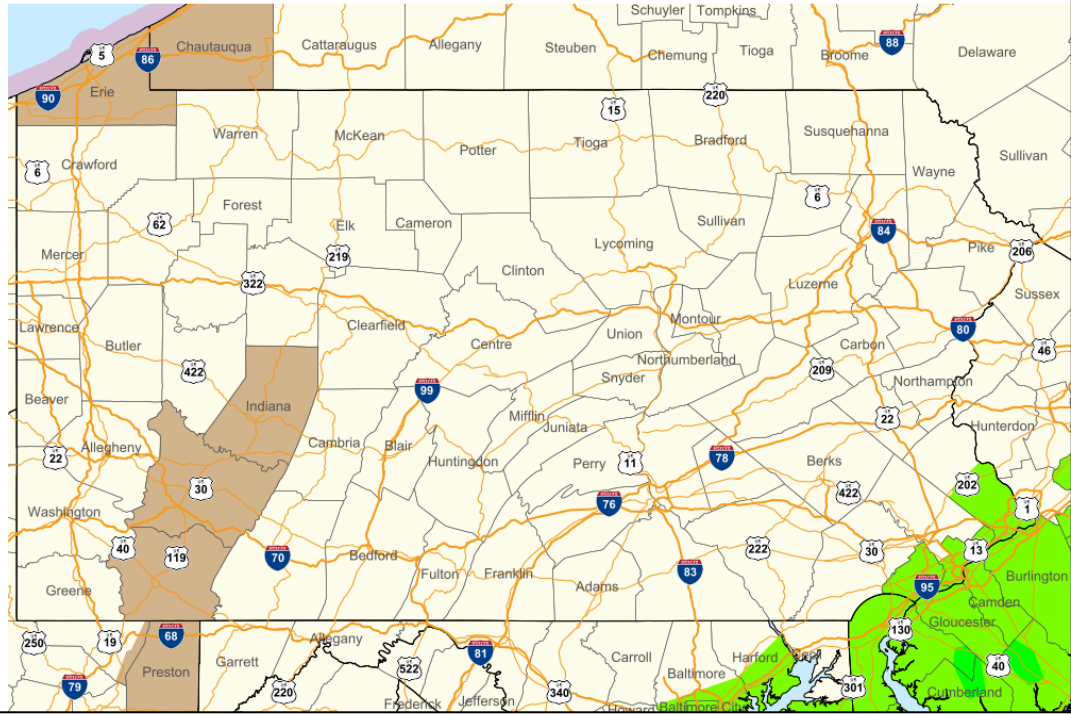 Schuyler Tompkins
5 86 Chautauqua Cattaraugus Allegany Steuben Chemung Tioga Broome 88 Delaware
90 Erie 15 220
Warren McKean Potter Tioga Bradford Susquehanna
6 Crawford Sullivan
Wayne
62 Forest Elk Cameron Sullivan 6
Mercer 219 Lycoming 84 Pike 206
322 Clinton Luzerne Sussex
Lawrence Butler Clearfield Centre Union Montour Carbon 80 46
422 Northumberland 209
Beaver 99 Snyder Northampton
Indiana Mifflin Juniata 22 Hunterdon
22 Allegheny Cambria Blair Huntingdon Perry 11 78 Berks
30 422 202
Washington 76 1
40 119 70 Bedford 222 30 13
Greene Fulton Franklin Adams 83 95 Burlington
Camden
250 19 68 Allegany 130 Gloucester
Preston Garrett 81 Carroll Harford 40
79 220 522 340 Baltimore 301 Cumberland
Frederick Jefferson Howard Baltimore City